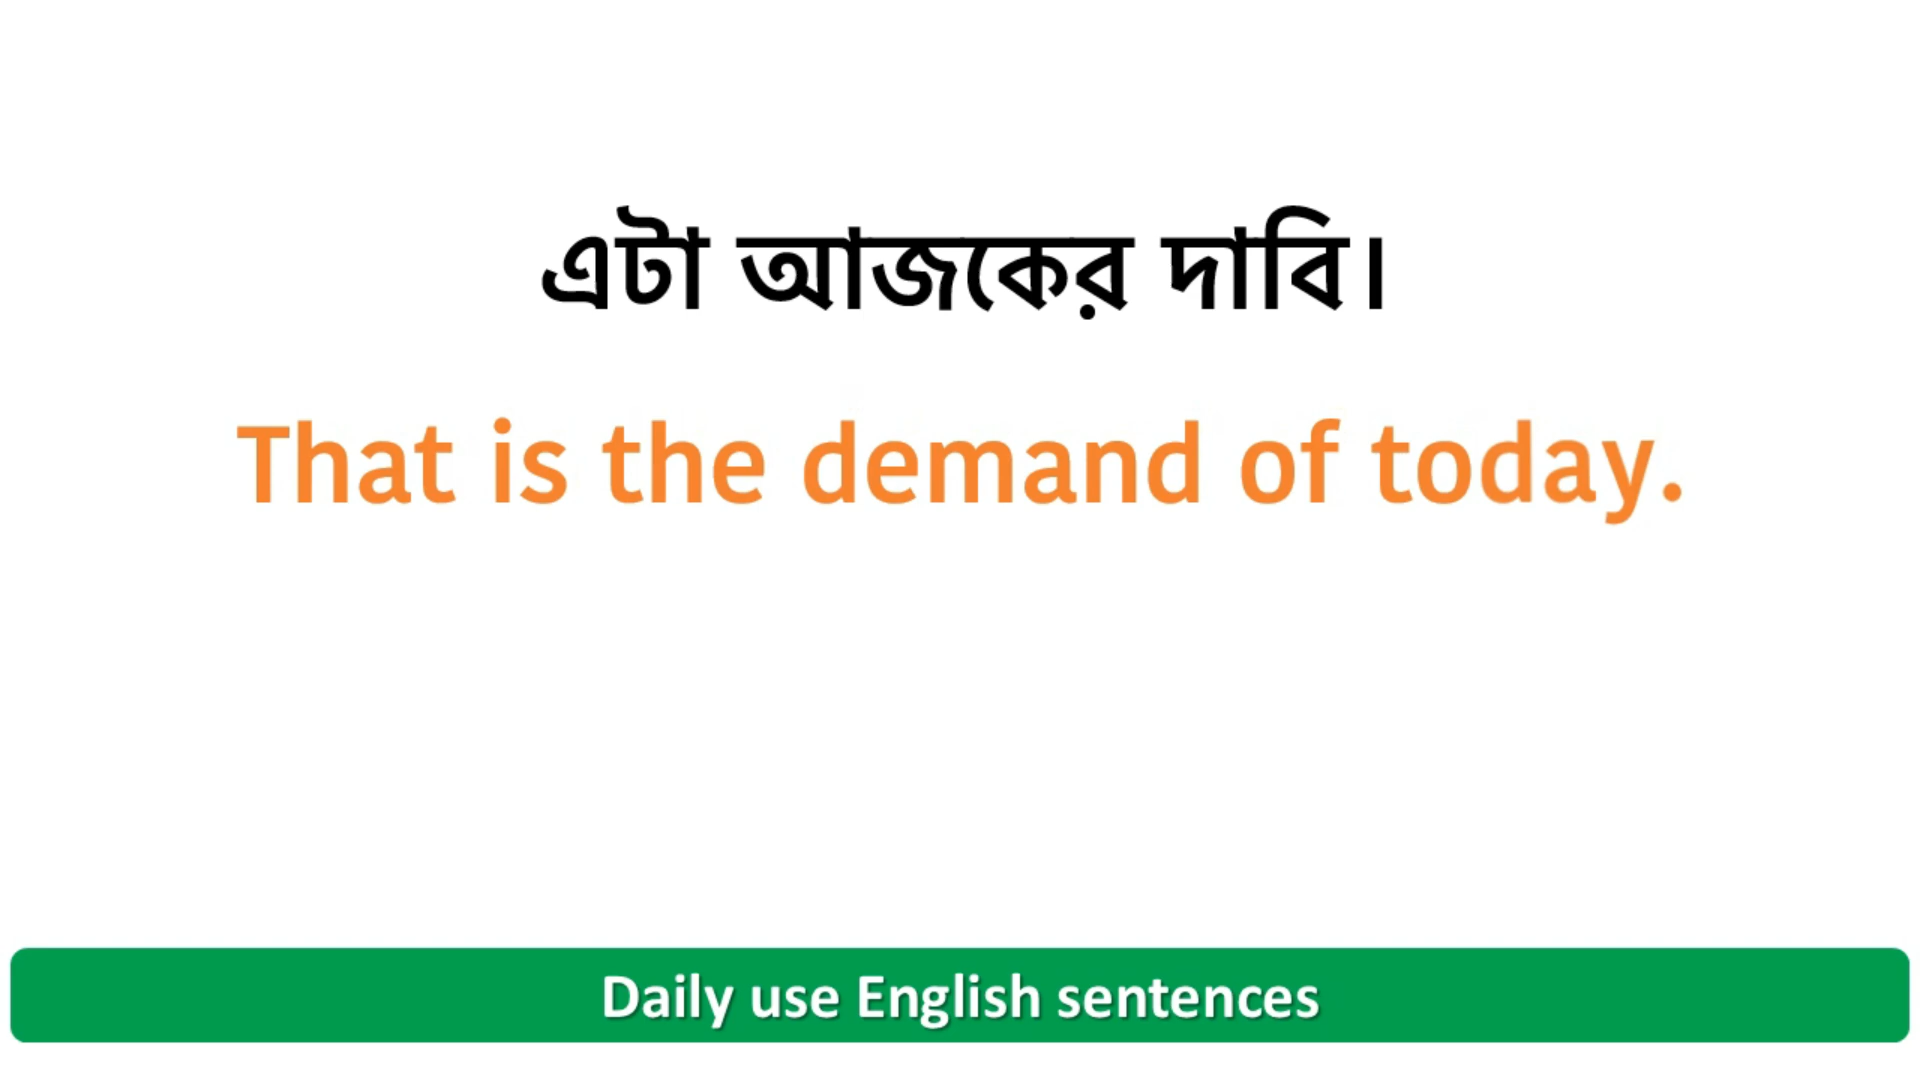 এটা আজকের দাবি।
That is the demand of today.
Daily use English sentences